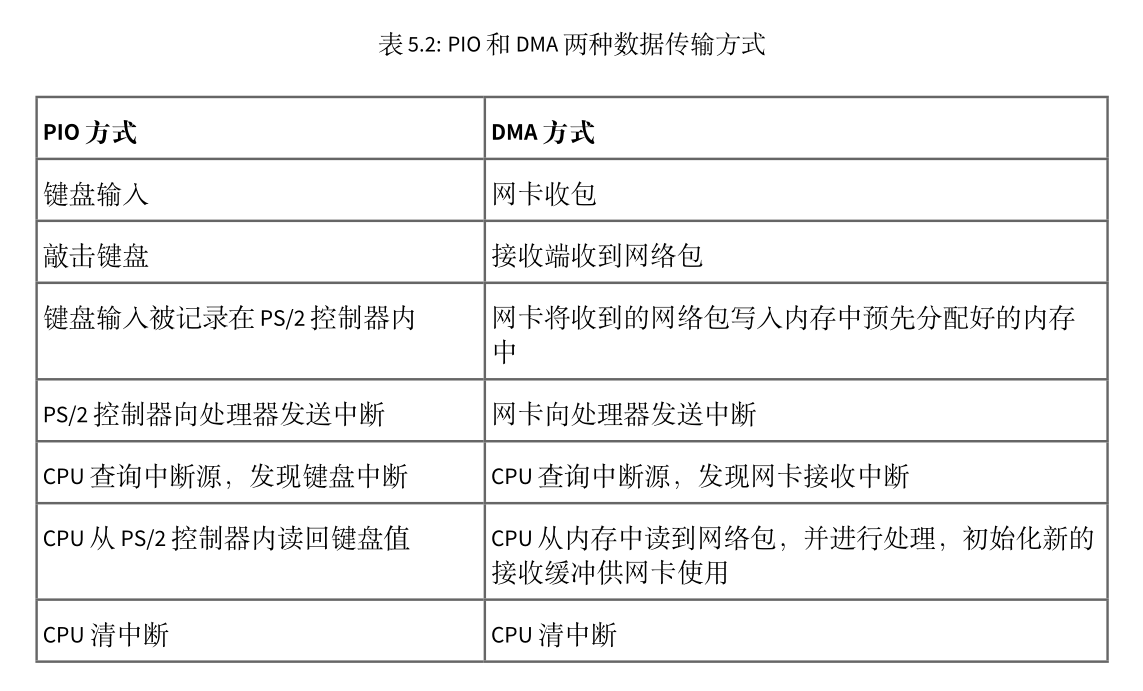 表 5.2: PIO 和 DMA 两种数据传输方式
PIO 方式
DMA 方式
键盘输入
网卡收包
敲击键盘
接收端收到网络包
键盘输入被记录在 PS/2 控制器内
网卡将收到的网络包写入内存中预先分配好的内存
中
PS/2 控制器向处理器发送中断
网卡向处理器发送中断
CPU 查询中断源，发现键盘中断
CPU 查询中断源，发现网卡接收中断
CPU 从 PS/2 控制器内读回键盘值
CPU 从内存中读到网络包，并进行处理，初始化新的
接收缓冲供网卡使用
CPU 清中断
CPU 清中断